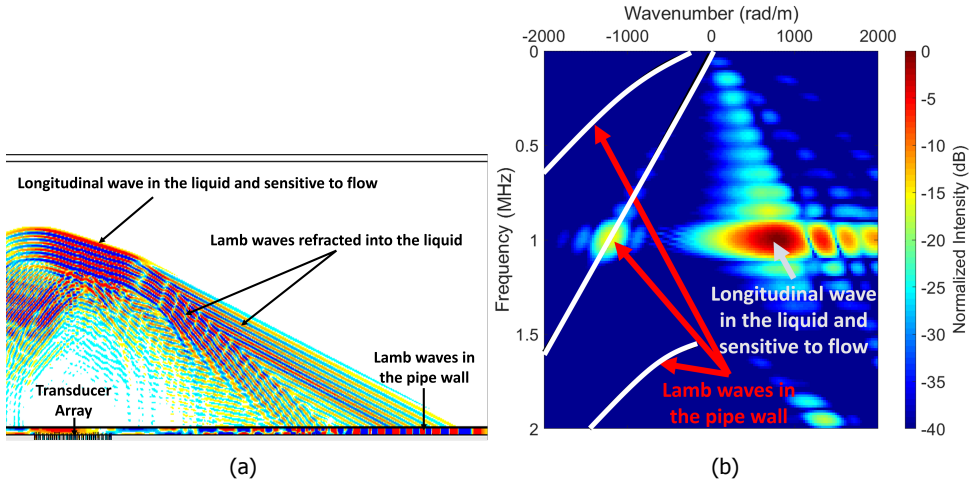 Longitudinal wave in the liquid and sensitive to flow
Lamb waves refracted into the liquid
Lamb waves in
the pipe wall
Transducer
Array
(a)
Wavenumber (rad/m)
-2000
-1000
0
1000
2000
Frequency (MHz)
0
0.5
1
1.5
2
Longitudinal wave
in the liquid and
sensitive to flow
Lamb waves in
the pipe wall
0
-5
-10
-15
-20
-25
-30
-35
-40
Normalized Intensity (dB)
(b)